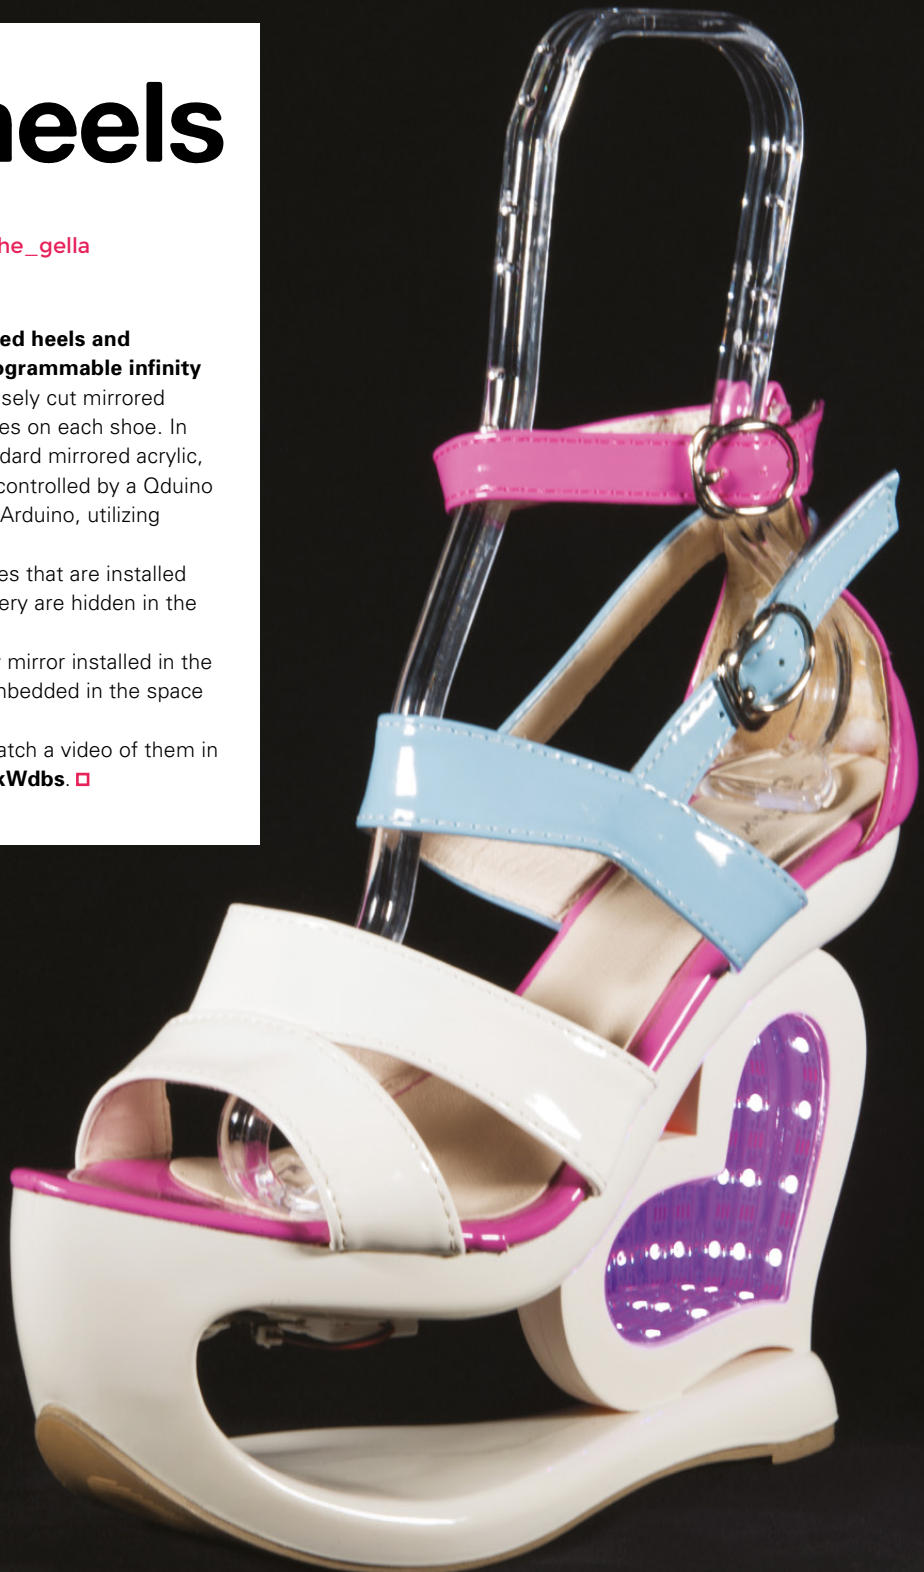 heels
he_gella
ed heels and
ogrammable infinity
sely cut mirrored
es on each shoe. In
dard mirrored acrylic,
controlled by a Qduino
Arduino, utilizing
es that are installed
ery are hidden in the
mirror installed in the
nbedded in the space
atch a video of them in
kWdbs.